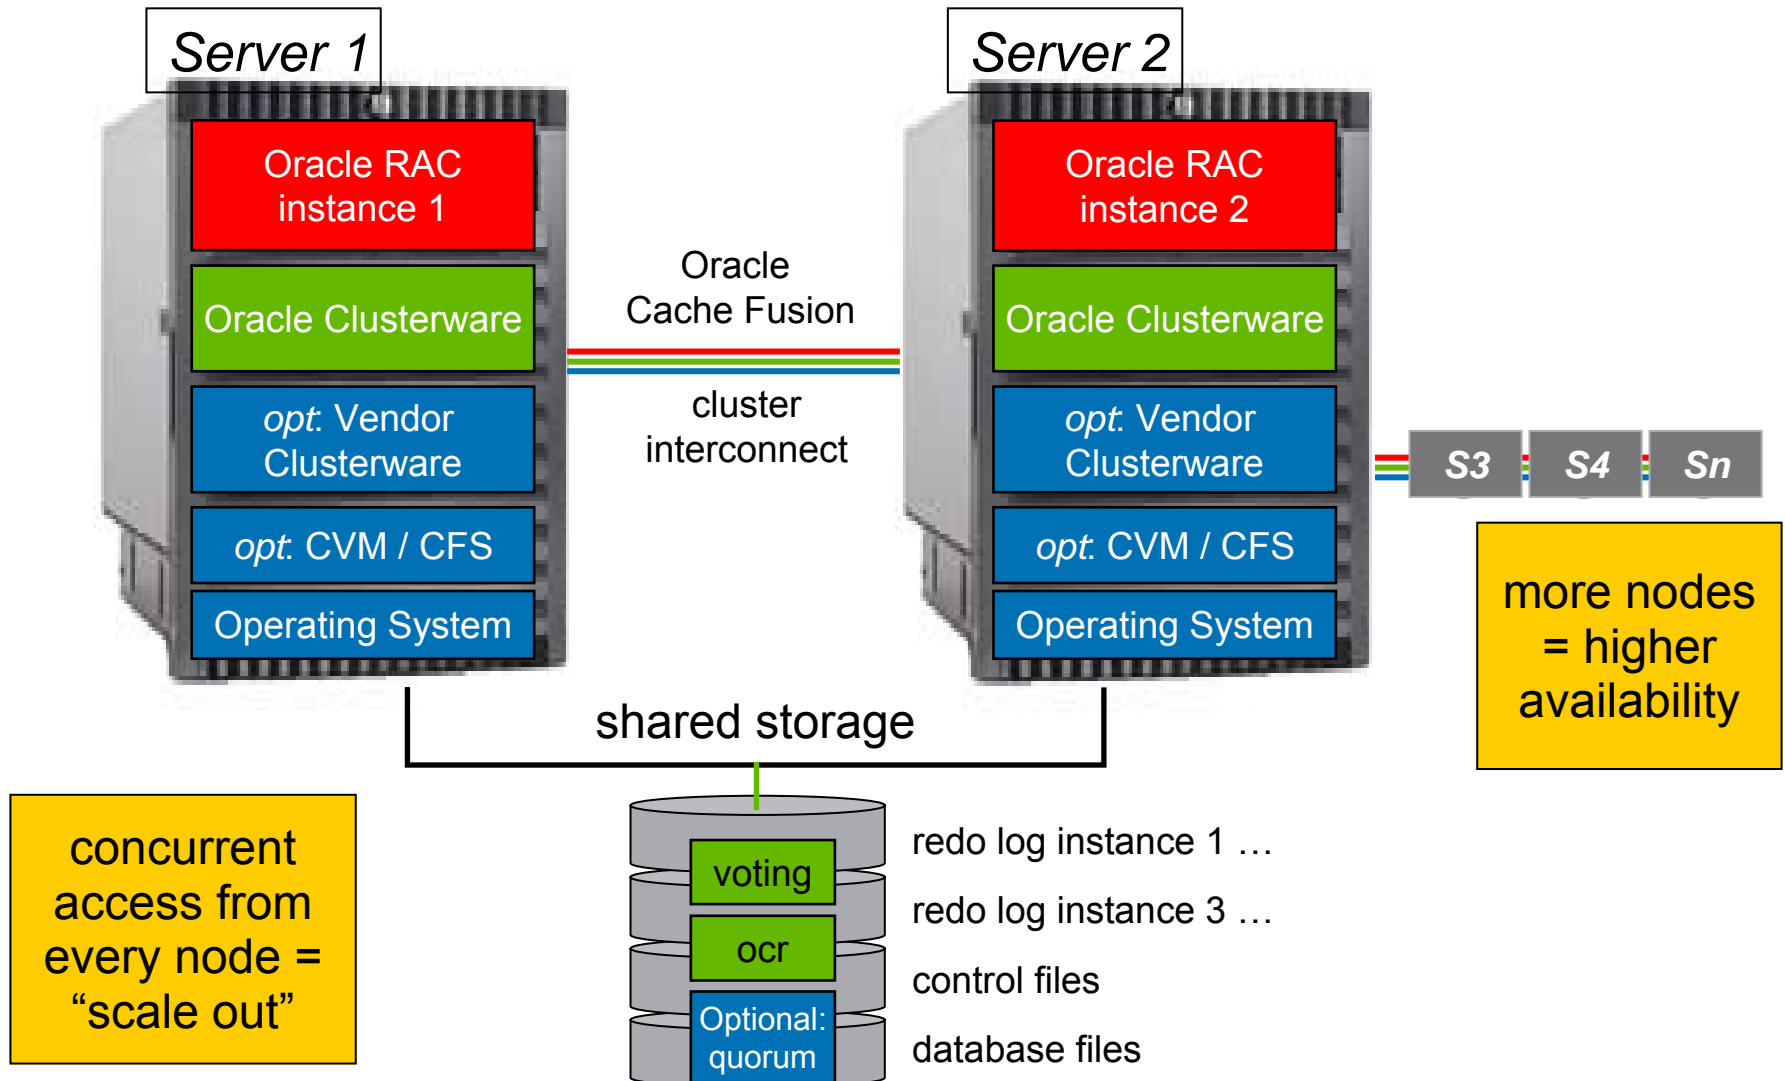 Server 1
Server 2
Oracle RAC
instance 1
Oracle RAC
instance 2
Oracle
Cache Fusion
Oracle Clusterware
Oracle Clusterware
cluster
interconnect
opt: Vendor
Clusterware
opt: Vendor
Clusterware
S3
S4
Sn
opt: CVM / CFS
opt: CVM / CFS
Operating System
Operating System
more nodes
= higher
availability
shared storage
concurrent
access from
every node =
“scale out”
voting
ocr
Optional:
quorum
redo log instance 1 …
redo log instance 3 …
control files
database files